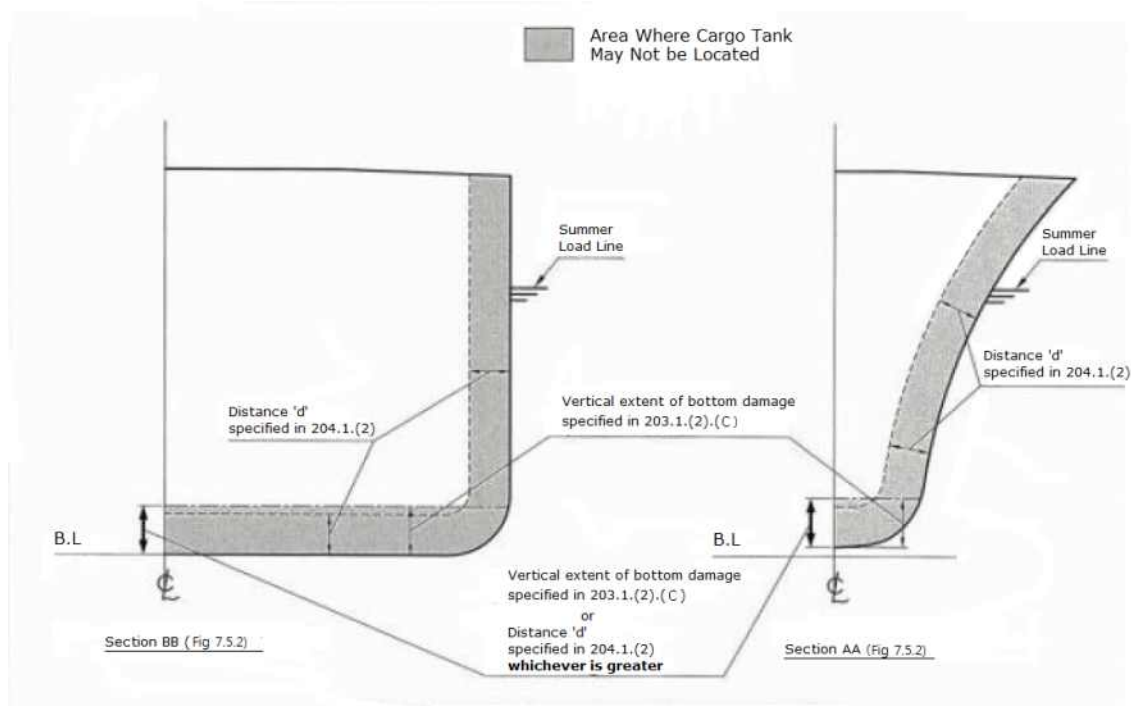 Area Where Cargo Tank
May Not be Located
Summer
Load Line
Summer
Load Line
Distance 'd'
specified in 204.1.(2)
Distance 'd'
specified in 204.1.(2)
Vertical extent of bottom damage
specified in 203.1.(2).(C)
B.L
B.L
Vertical extent of bottom damage
specified in 203.1.(2).(C)
or
Distance 'd'
specified in 204.1.(2)
whichever is greater
℄
℄
Section BB (Fig 7.5.2)
Section AA (Fig 7.5.2)